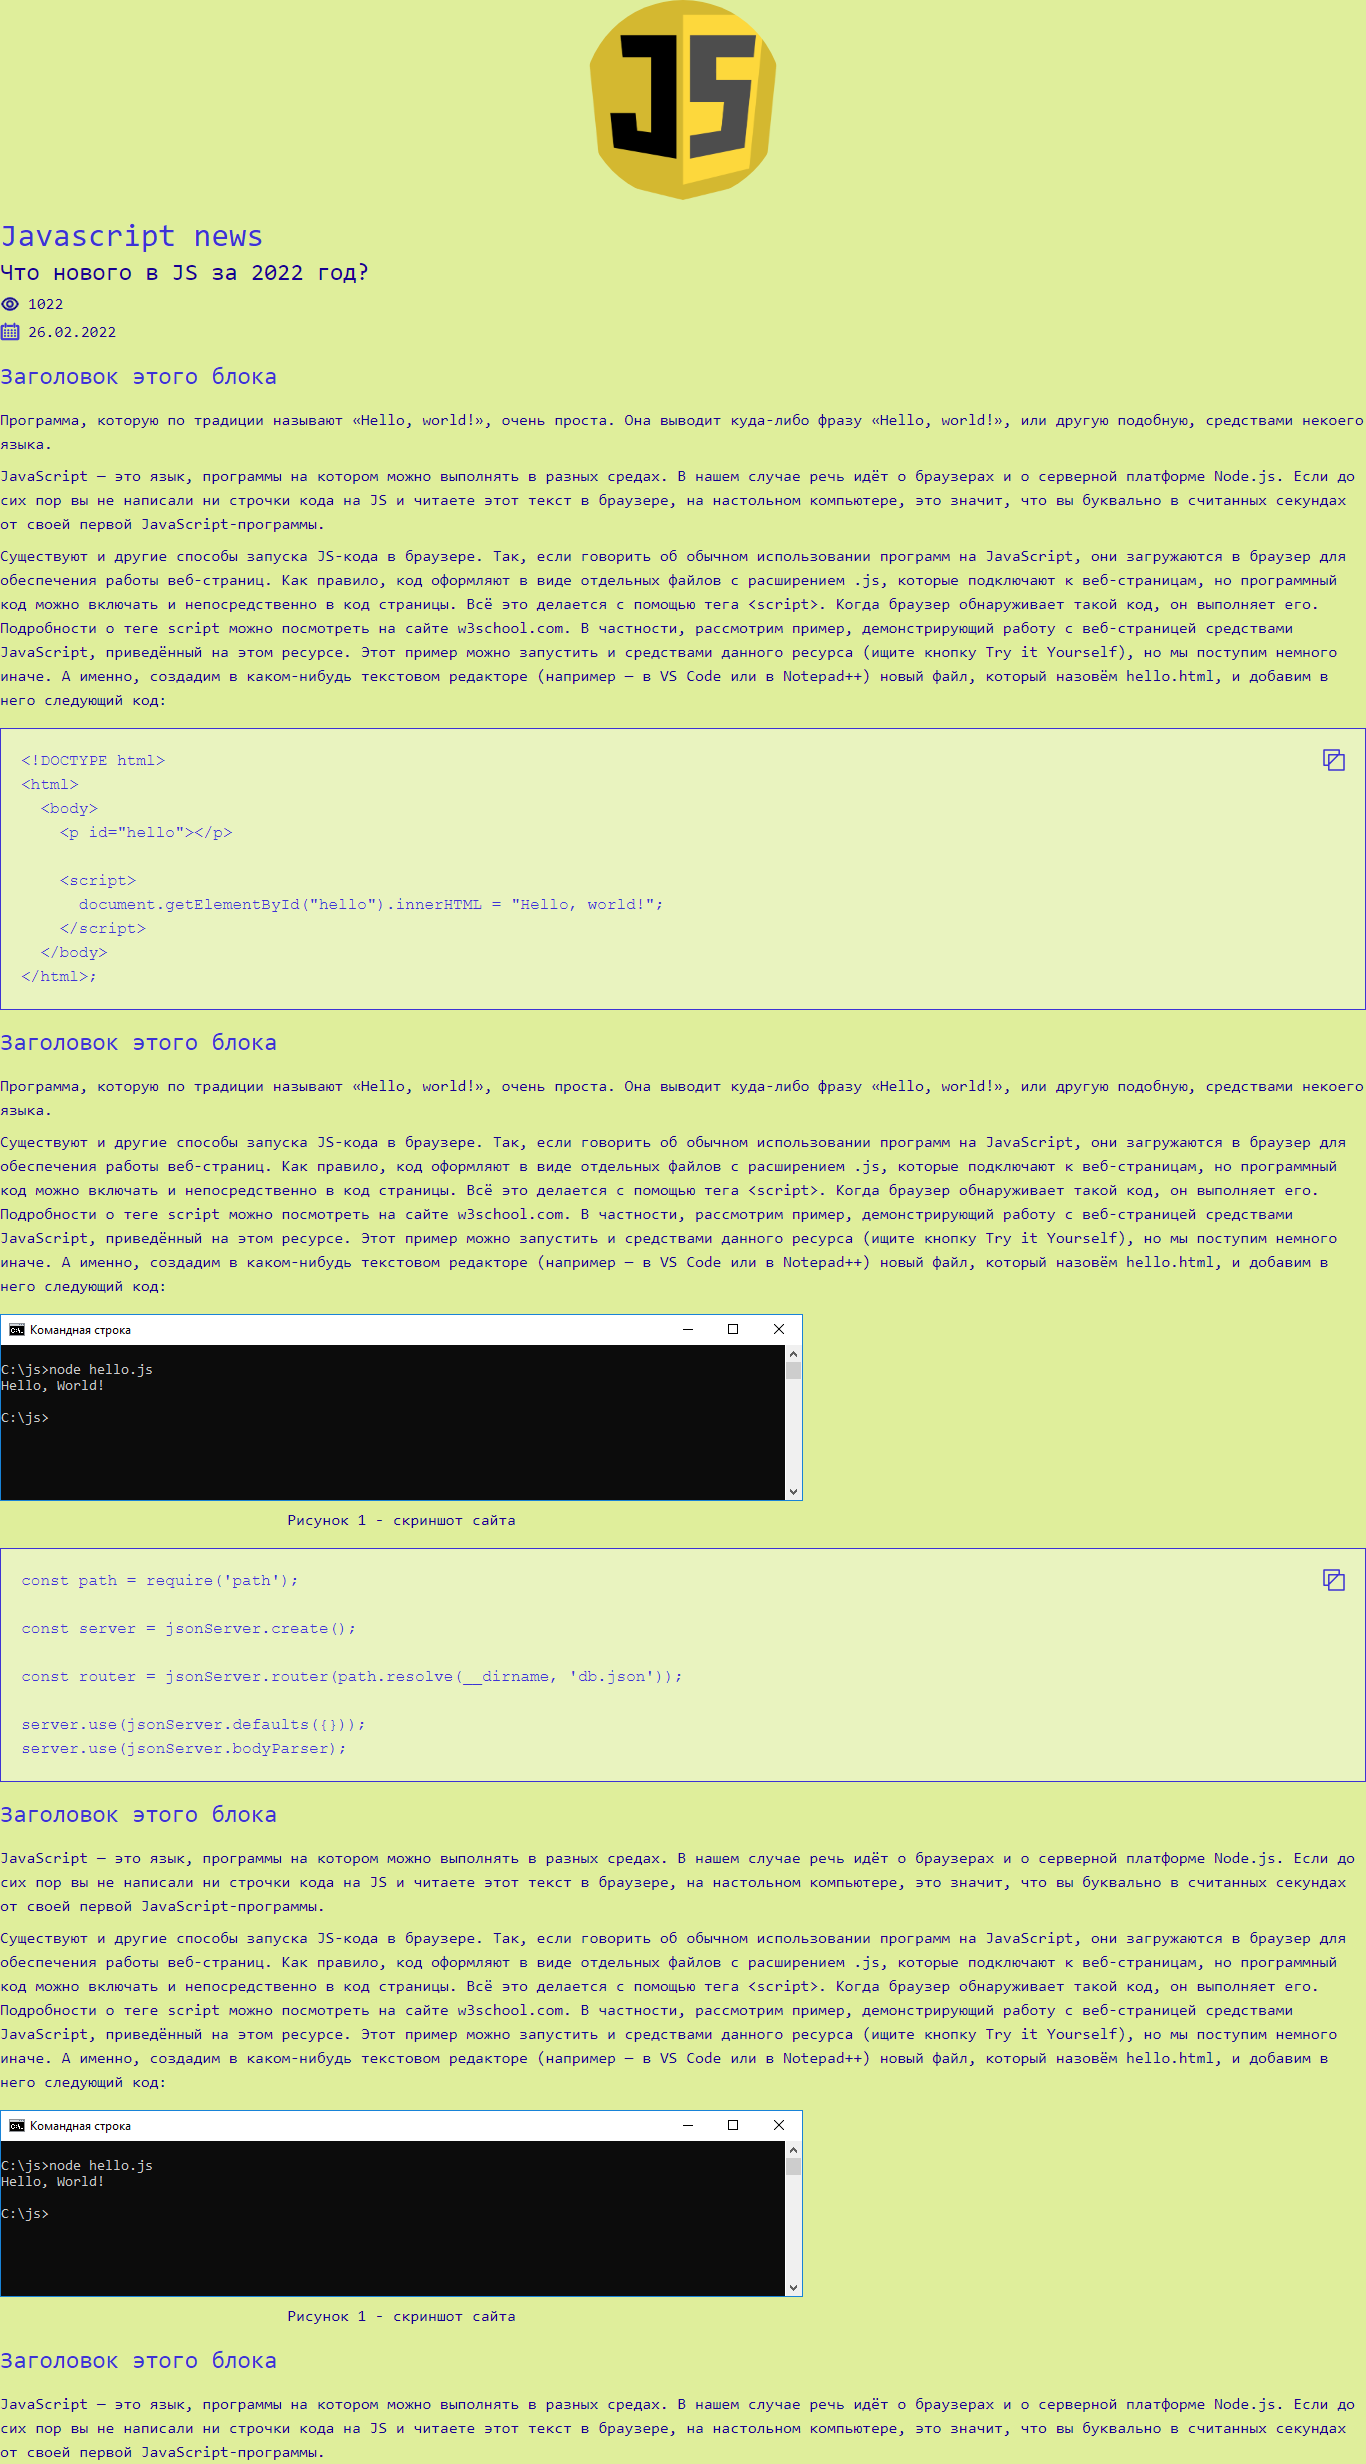 JS
Javascript news
Что нового в JS за 2022 год?
1022
26.02.2022
Заголовок этого блока
Программа, которую по традиции называют «Hello, world!», очень проста. Она выводит куда-либо фразу «Hello, world!», или другую подобную, средствами некоего
языка.
JavaScript — это язык, программы на котором можно выполнять в разных средах. В нашем случае речь идёт о браузерах и о серверной платформе Node.js. Если до
сих пор вы не написали ни строчки кода на JS и читаете этот текст в браузере, на настольном компьютере, это значит, что вы буквально в считанных секундах
от своей первой JavaScript-программы.
Существуют и другие способы запуска JS-кода в браузере. Так, если говорить об обычном использовании программ на JavaScript, они загружаются в браузер для
обеспечения работы веб-страниц. Как правило, код оформляют в виде отдельных файлов с расширением .js, которые подключают к веб-страницам, но программный
код можно включать и непосредственно в код страницы. Всё это делается с помощью тега <script>. Когда браузер обнаруживает такой код, он выполняет его.
Подробности о теге script можно посмотреть на сайте w3school.com. В частности, рассмотрим пример, демонстрирующий работу с веб-страницей средствами
JavaScript, приведённый на этом ресурсе. Этот пример можно запустить и средствами данного ресурса (ищите кнопку Try it Yourself), но мы поступим немного
иначе. А именно, создадим в каком-нибудь текстовом редакторе (например — в VS Code или в Notepad++) новый файл, который назовём hello.html, и добавим в
него следующий код:
<!DOCTYPE html>
<html>
  <body>
    <p id="hello"></p>

    <script>
      document.getElementById("hello").innerHTML = "Hello, world!";
    </script>
  </body>
</html>;
Заголовок этого блока
Программа, которую по традиции называют «Hello, world!», очень проста. Она выводит куда-либо фразу «Hello, world!», или другую подобную, средствами некоего
языка.
Существуют и другие способы запуска JS-кода в браузере. Так, если говорить об обычном использовании программ на JavaScript, они загружаются в браузер для
обеспечения работы веб-страниц. Как правило, код оформляют в виде отдельных файлов с расширением .js, которые подключают к веб-страницам, но программный
код можно включать и непосредственно в код страницы. Всё это делается с помощью тега <script>. Когда браузер обнаруживает такой код, он выполняет его.
Подробности о теге script можно посмотреть на сайте w3school.com. В частности, рассмотрим пример, демонстрирующий работу с веб-страницей средствами
JavaScript, приведённый на этом ресурсе. Этот пример можно запустить и средствами данного ресурса (ищите кнопку Try it Yourself), но мы поступим немного
иначе. А именно, создадим в каком-нибудь текстовом редакторе (например — в VS Code или в Notepad++) новый файл, который назовём hello.html, и добавим в
него следующий код:
Командная строка
C:\js>node hello.js
Hello, World!
C:\js>
Рисунок 1 - скриншот сайта
const path = require('path');

const server = jsonServer.create();

const router = jsonServer.router(path.resolve(__dirname, 'db.json'));

server.use(jsonServer.defaults({}));
server.use(jsonServer.bodyParser);
Заголовок этого блока
JavaScript — это язык, программы на котором можно выполнять в разных средах. В нашем случае речь идёт о браузерах и о серверной платформе Node.js. Если до
сих пор вы не написали ни строчки кода на JS и читаете этот текст в браузере, на настольном компьютере, это значит, что вы буквально в считанных секундах
от своей первой JavaScript-программы.
Существуют и другие способы запуска JS-кода в браузере. Так, если говорить об обычном использовании программ на JavaScript, они загружаются в браузер для
обеспечения работы веб-страниц. Как правило, код оформляют в виде отдельных файлов с расширением .js, которые подключают к веб-страницам, но программный
код можно включать и непосредственно в код страницы. Всё это делается с помощью тега <script>. Когда браузер обнаруживает такой код, он выполняет его.
Подробности о теге script можно посмотреть на сайте w3school.com. В частности, рассмотрим пример, демонстрирующий работу с веб-страницей средствами
JavaScript, приведённый на этом ресурсе. Этот пример можно запустить и средствами данного ресурса (ищите кнопку Try it Yourself), но мы поступим немного
иначе. А именно, создадим в каком-нибудь текстовом редакторе (например — в VS Code или в Notepad++) новый файл, который назовём hello.html, и добавим в
него следующий код:
Командная строка
C:\js>node hello.js
Hello, World!
C:\js>
Рисунок 1 - скриншот сайта
Заголовок этого блока
JavaScript — это язык, программы на котором можно выполнять в разных средах. В нашем случае речь идёт о браузерах и о серверной платформе Node.js. Если до
сих пор вы не написали ни строчки кода на JS и читаете этот текст в браузере, на настольном компьютере, это значит, что вы буквально в считанных секундах
от своей первой JavaScript-программы.